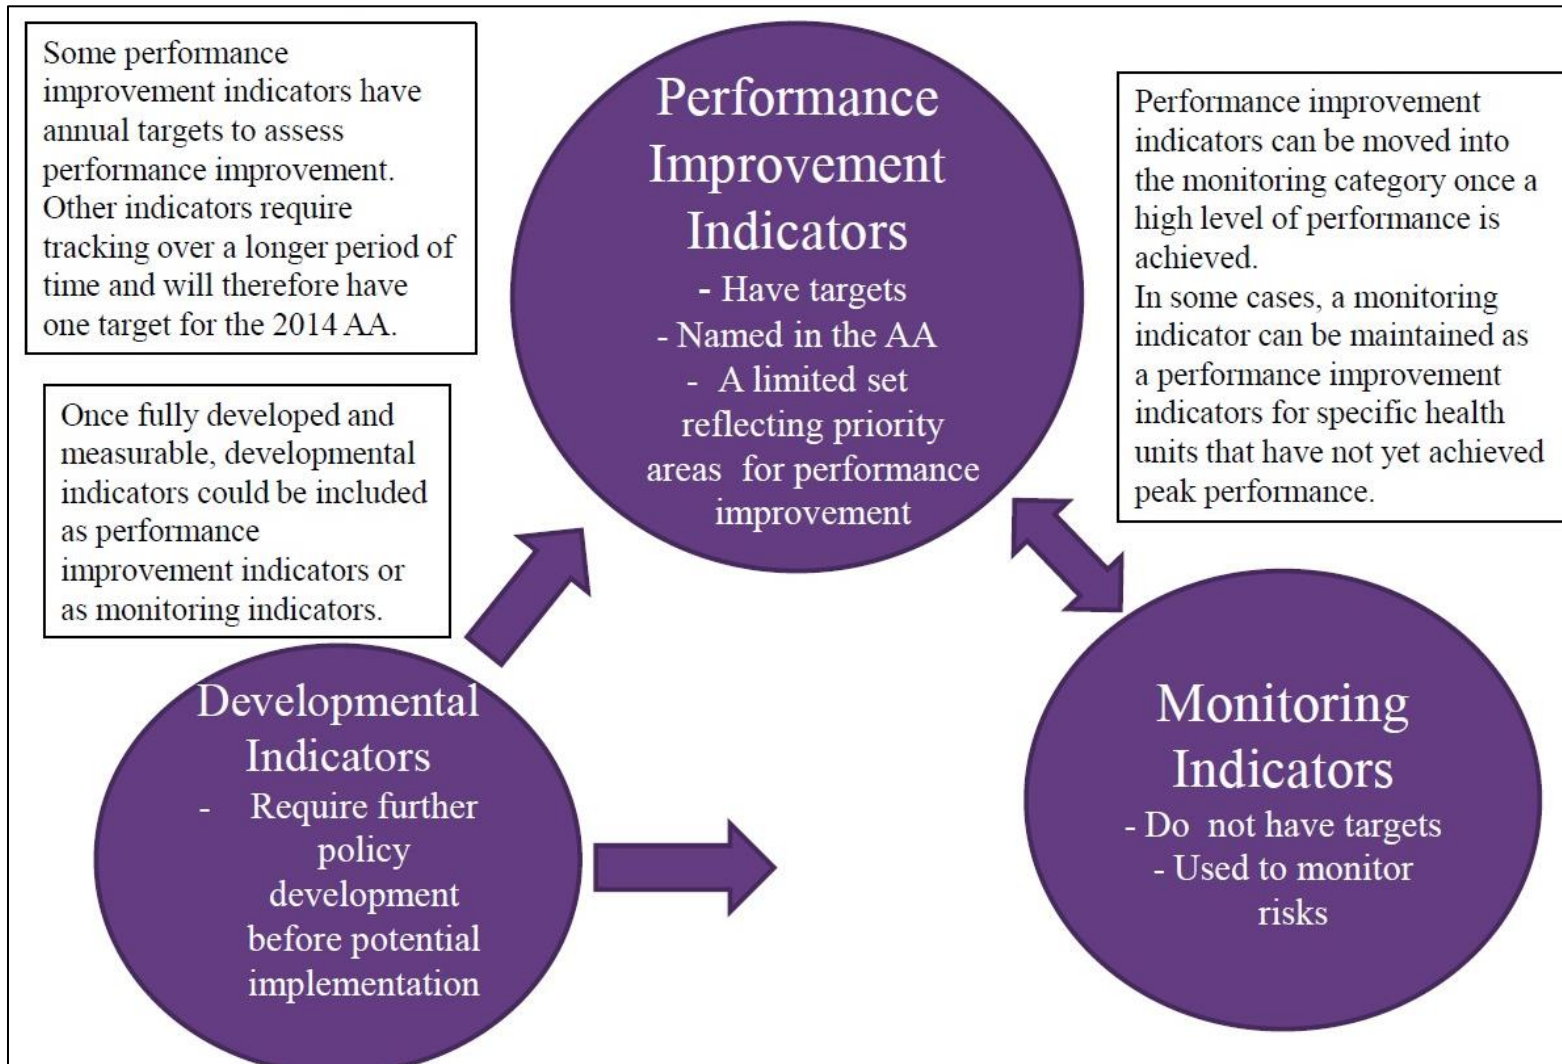 Some performance
improvement indicators have
annual targets to assess
performance improvement.
Other indicators require
tracking over a longer period of
time and will therefore have
one target for the 2014 AA.
Performance
Improvement
Indicators
- Have targets
- Named in the AA
- A limited set
reflecting priority
areas for performance
improvement
Performance improvement
indicators can be moved into
the monitoring category once a
high level of performance is
achieved.
In some cases, a monitoring
indicator can be maintained as
a performance improvement
indicators for specific health
units that have not yet achieved
peak performance.
Once fully developed and
measurable, developmental
indicators could be included
as performance
improvement indicators or
as monitoring indicators.
Developmental
Indicators
- Require further
policy
development
before potential
implementation
Monitoring
Indicators
- Do not have targets
- Used to monitor
risks